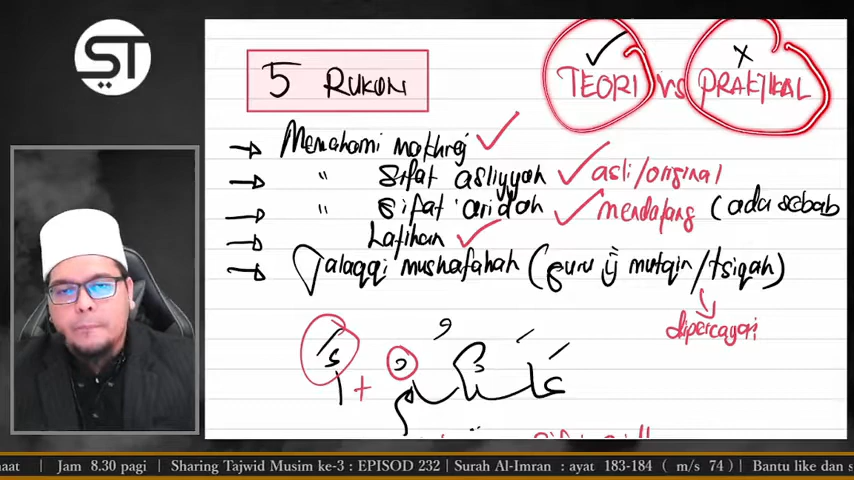 ST
5 RUKUN
TEORI vs PRAKTIKAL
→ Memahami makhraj ✓
→ " sifat asliyyah ✓ asli/original
→ " sifat 'aridah ✓ mendatang (ada sebab
→ Latihan ✓
→ Talaqqi mushafahah (guru yg mutqin/tsiqah)
dipercayai
عَلَيْكُمْ + أَ
naat | Jam 8.30 pagi | Sharing Tajwid Musim ke-3 : EPISOD 232 | Surah Al-Imran : ayat 183-184 ( m/s 74 ) | Bantu like dan s